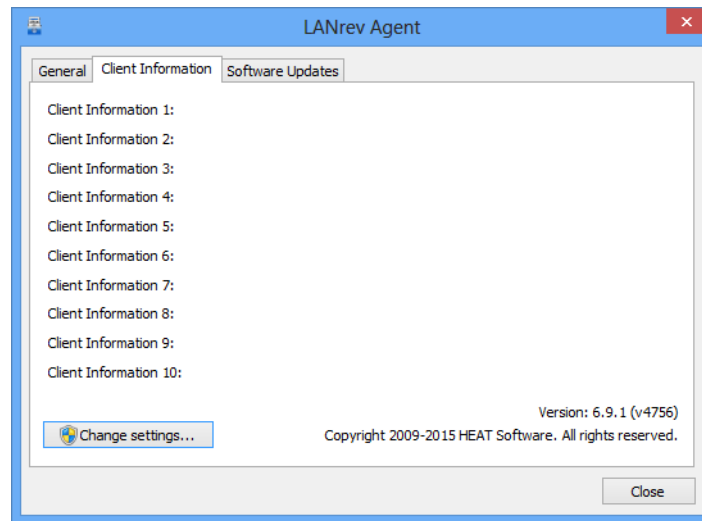 LANrev Agent
General Client Information Software Updates
Client Information 1:
Client Information 2:
Client Information 3:
Client Information 4:
Client Information 5:
Client Information 6:
Client Information 7:
Client Information 8:
Client Information 9:
Client Information 10:
Version: 6.9.1 (v4756)
Change settings... Copyright 2009-2015 HEAT Software. All rights reserved.
Close